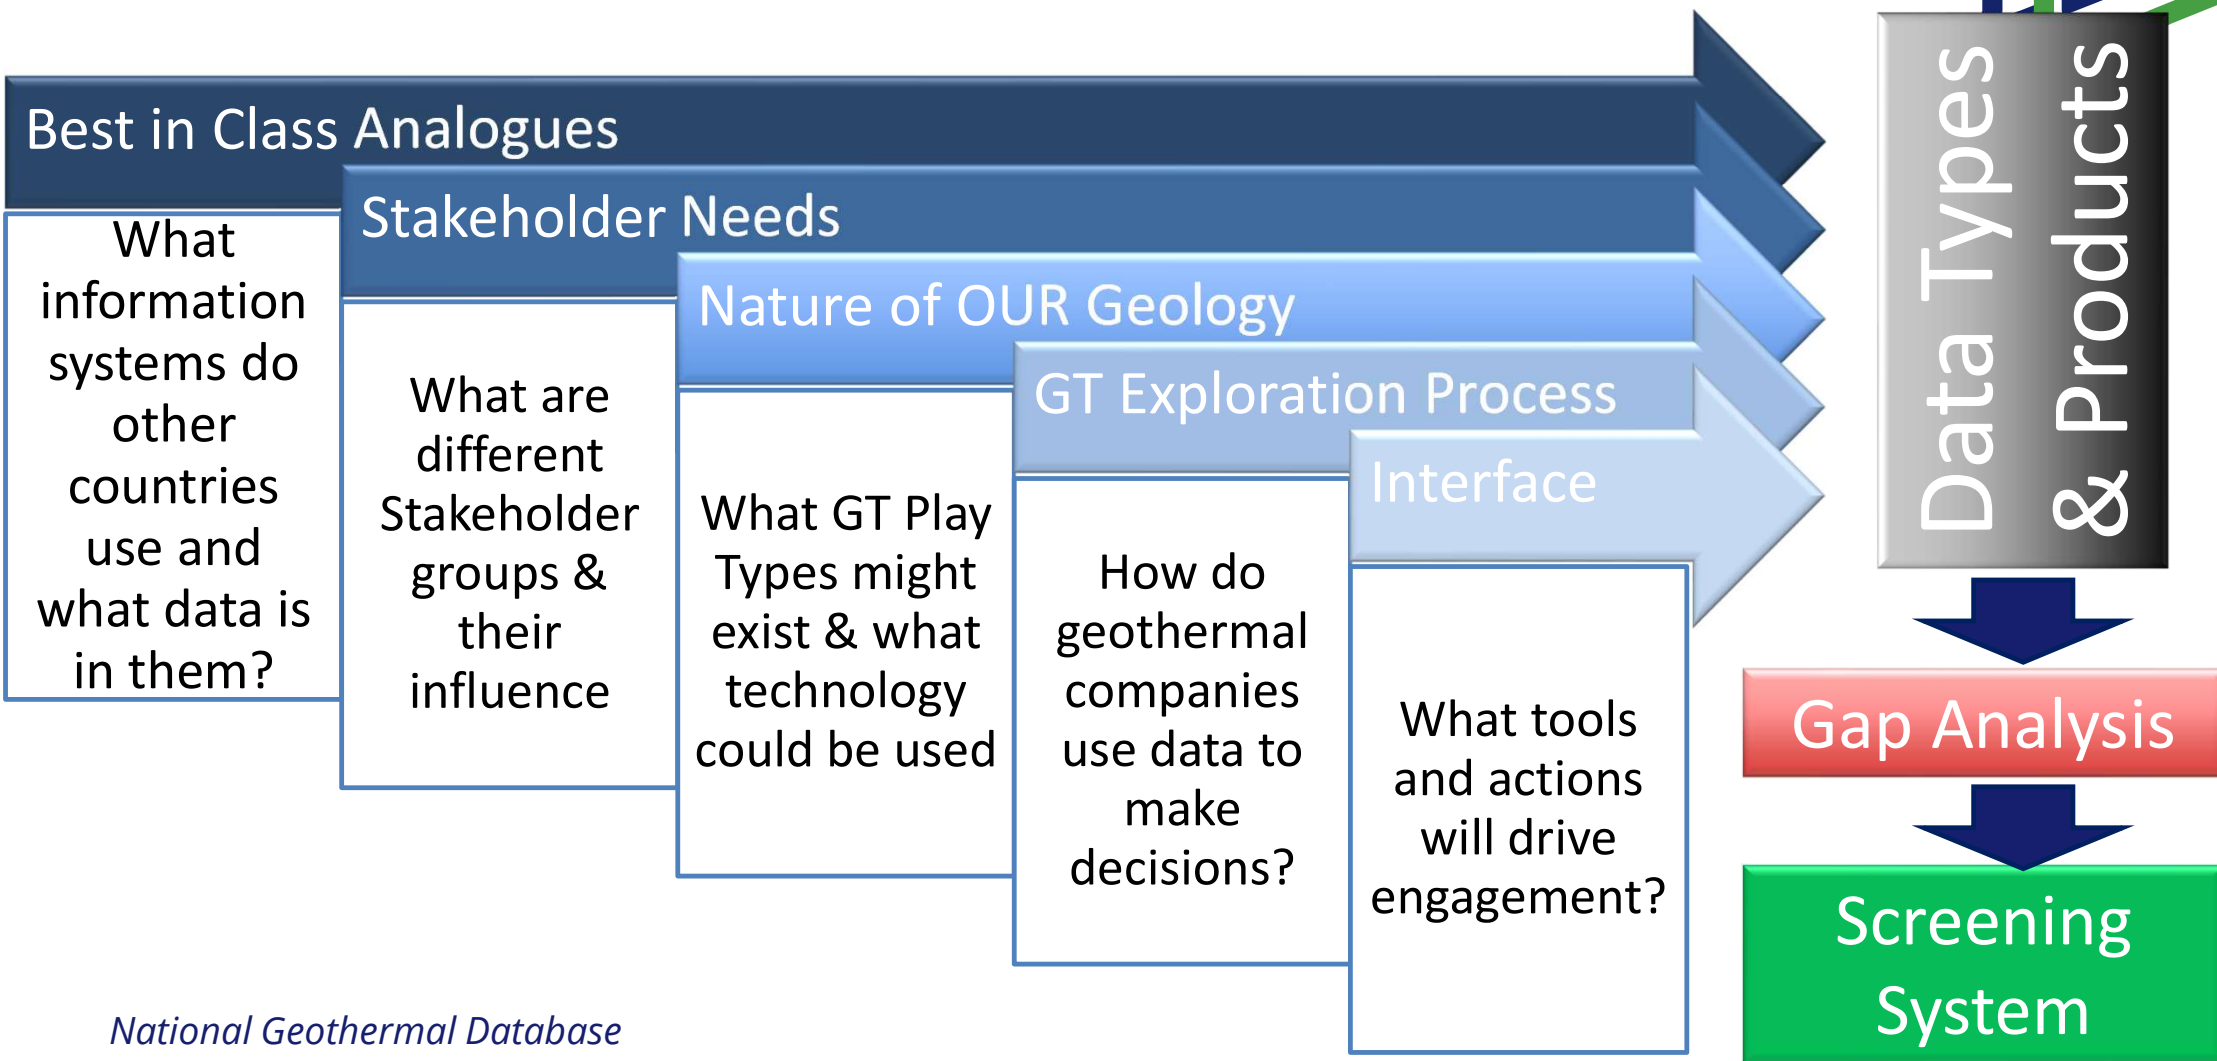 Best in Class Analogues
What
information
systems do
other
countries
use and
what data is
in them?
Stakeholder Needs
What are
different
Stakeholder
groups &
their
influence
Nature of OUR Geology
What GT Play
Types might
exist & what
technology
could be used
GT Exploration Process
How do
geothermal
companies
use data to
make
decisions?
Interface
What tools
and actions
will drive
engagement?
Data Types
& Products
Gap Analysis
Screening
System
National Geothermal Database